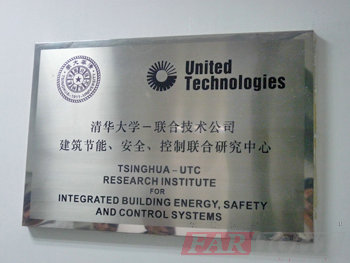 United
Technologies
清华大学－联合技术公司
建筑节能、安全、控制联合研究中心
TSINGHUA – UTC
RESEARCH INSTITUTE
FOR
INTEGRATED BUILDING ENERGY, SAFETY
AND CONTROL SYSTEMS
FAR